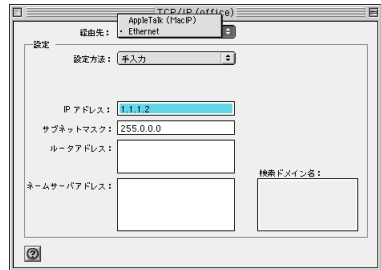 TCP/IP (office)
AppleTalk (MacIP)
経由先： • Ethernet
設定
設定方法： 手入力
IP アドレス： 1.1.1.2
サブネットマスク： 255.0.0.0
ルータアドレス：
検索ドメイン名：
ネームサーバアドレス：
?